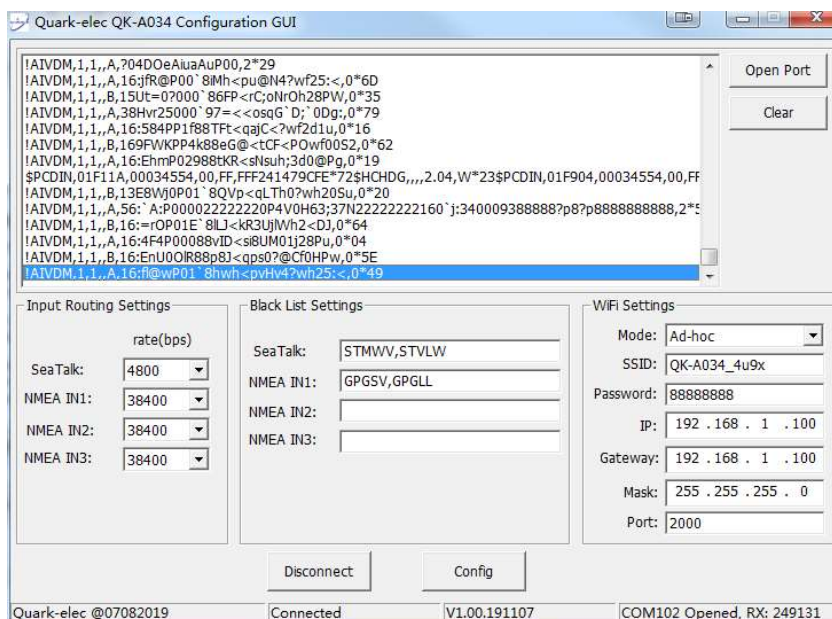 Quark-elec QK-A034 Configuration GUI
!AIVDM,1,1,,A,?04DOeAiuaAuP00,2*29
!AIVDM,1,1,,A,16:jfR@P00`8iMh<pu@N4?wf25:<,0*6D
!AIVDM,1,1,,B,15Ut=0?000`86FP<rC;oNrOh28PW,0*35
!AIVDM,1,1,,A,38Hvr25000`97=<<osqG`D;`0Dg:,0*79
!AIVDM,1,1,,A,16:584PP1f88TFt<qajC<?wf2d1u,0*16
!AIVDM,1,1,,B,169FWKPP4k88eG@<tCF<POwf00S2,0*62
!AIVDM,1,1,,A,16:EhmP02988tKR<sNsuh;3d0@Pg,0*19
$PCDIN,01F11A,00034554,00,FF,FFF241479CFE*72$HCHDG,,,,2.04,W*23$PCDIN,01F904,00034554,00,FF
!AIVDM,1,1,,B,13E8Wj0P01`8QVp<qLTh0?wh20Su,0*20
!AIVDM,1,1,,A,56:`A:P000022222220P4V0H63;37N22222222160`j:340009388888?p8?p8888888888,2*5
!AIVDM,1,1,,B,16:=rOP01E`8lLJ<kR3UjlWh2<DJ,0*64
!AIVDM,1,1,,A,16:4F4P00088vID<si8UM01j28Pu,0*04
!AIVDM,1,1,,B,16:EnU0OlR88p8J<qps0?@Cf0HPw,0*5E
!AIVDM,1,1,,A,16:fl@wP01`8hwh<pvHv4?wh25:<,0*49
Open Port
Clear
Input Routing Settings
rate(bps)
SeaTalk: 4800
NMEA IN1: 38400
NMEA IN2: 38400
NMEA IN3: 38400
Black List Settings
SeaTalk: STMWV,STVLW
NMEA IN1: GPGSV,GPGLL
NMEA IN2:
NMEA IN3:
WiFi Settings
Mode: Ad-hoc
SSID: QK-A034_4u9x
Password: 88888888
IP: 192 .168 . 1 .100
Gateway: 192 .168 . 1 .100
Mask: 255 .255 .255 . 0
Port: 2000
Disconnect
Config
Quark-elec @07082019
Connected
V1.00.191107
COM102 Opened, RX: 249131